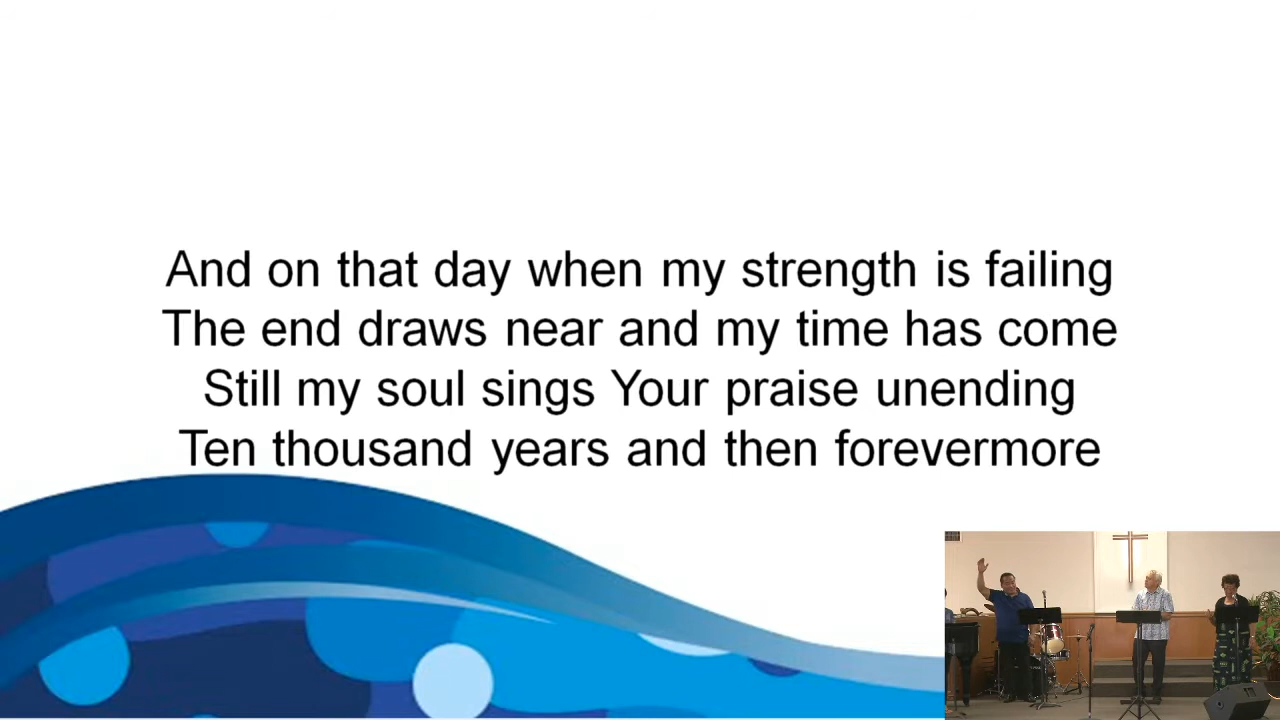 And on that day when my strength is failing
The end draws near and my time has come
Still my soul sings Your praise unending
Ten thousand years and then forevermore